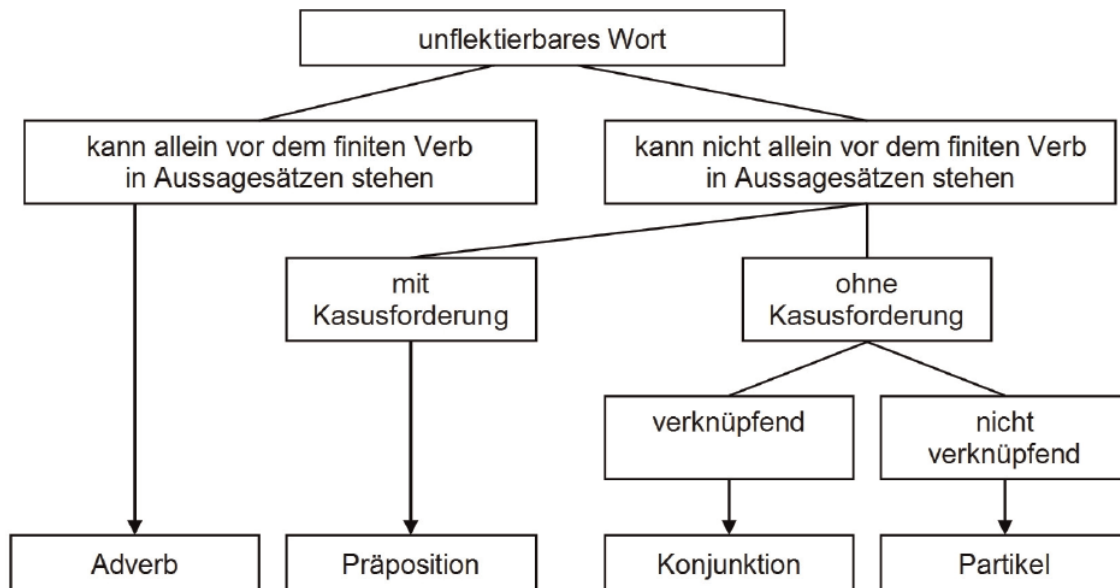 unflektierbares Wort
kann allein vor dem finiten Verb
in Aussagesätzen stehen
kann nicht allein vor dem finiten Verb
in Aussagesätzen stehen
mit
Kasusforderung
ohne
Kasusforderung
verknüpfend
nicht
verknüpfend
Adverb
Präposition
Konjunktion
Partikel